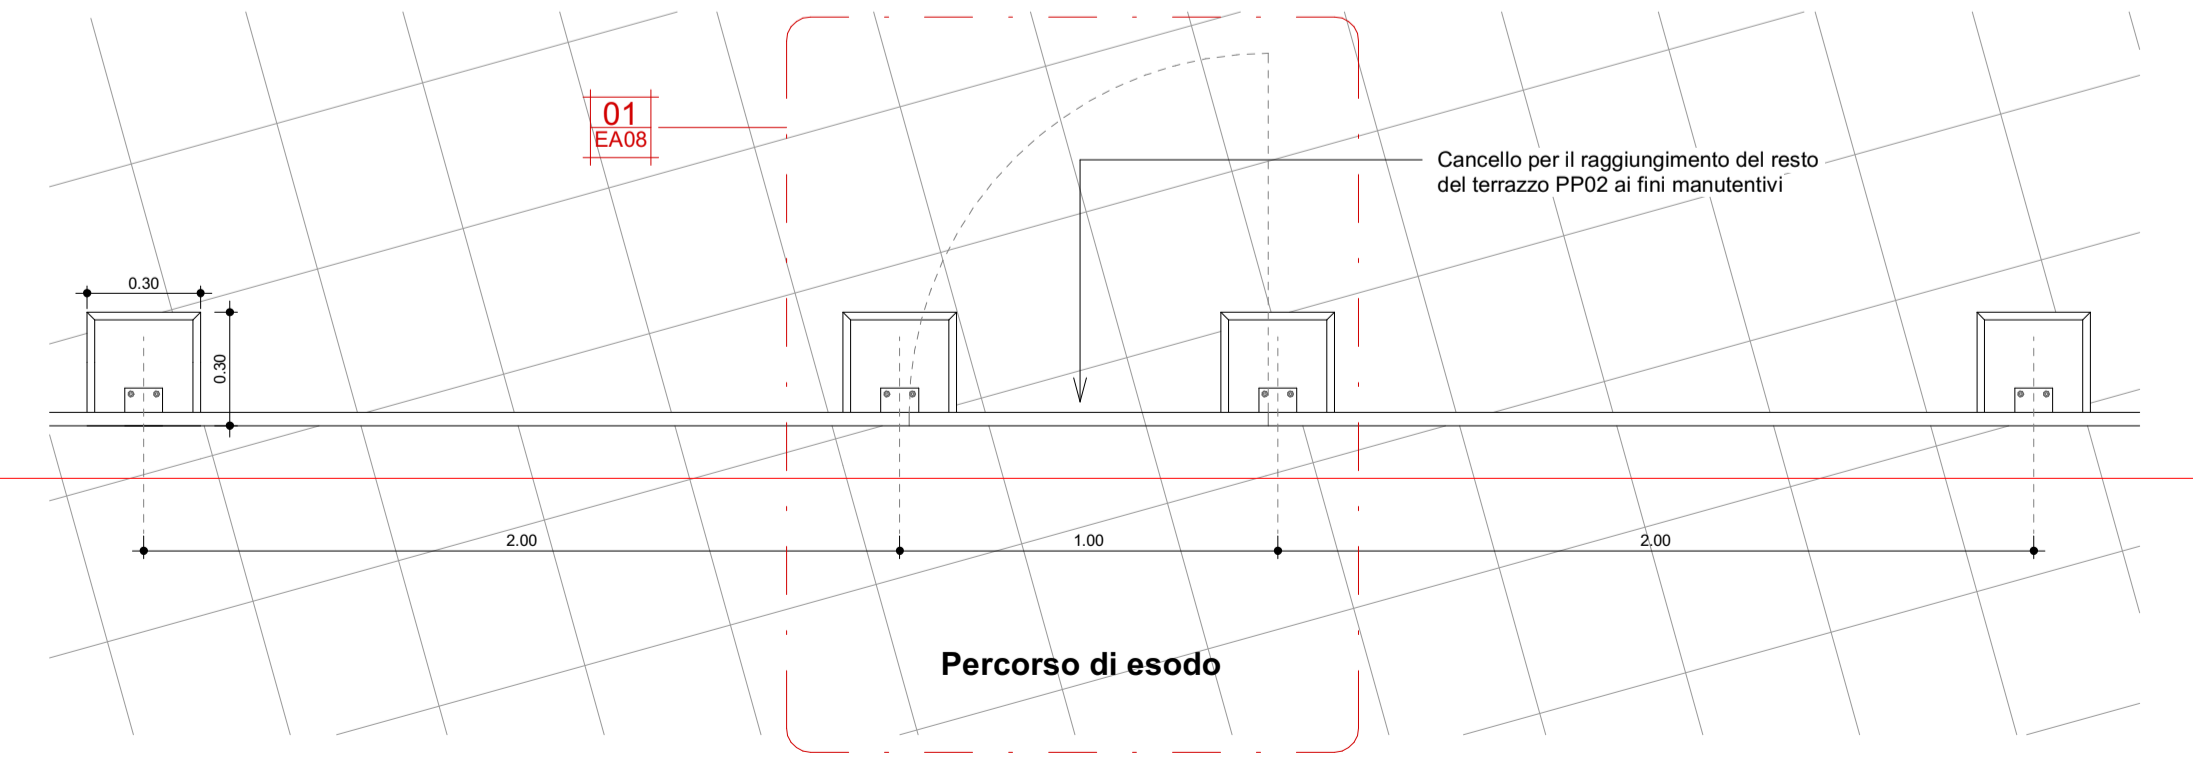 01
EA08
Cancello per il raggiungimento del resto
del terrazzo PP02 ai fini manutentivi
0.30
0.30
2.00
1.00
2.00
Percorso di esodo